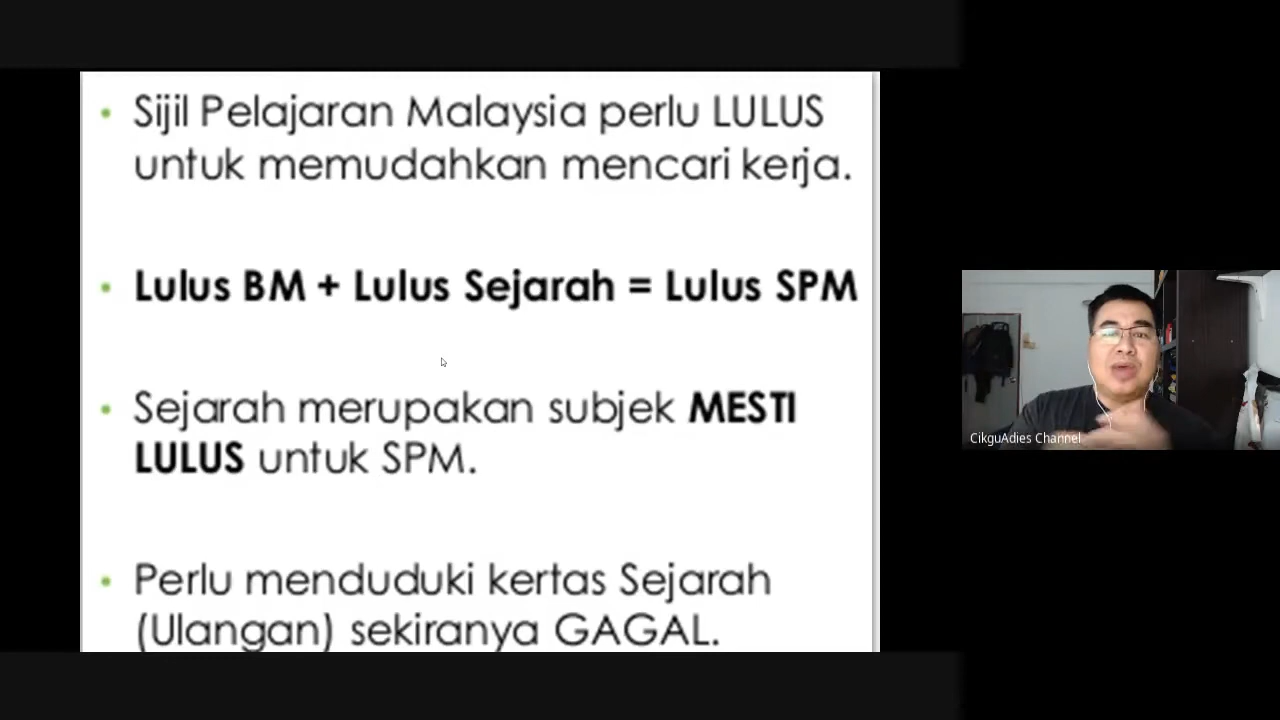 Sijil Pelajaran Malaysia perlu LULUS
untuk memudahkan mencari kerja.
Lulus BM + Lulus Sejarah = Lulus SPM
Sejarah merupakan subjek MESTI
LULUS untuk SPM.
Perlu menduduki kertas Sejarah
(Ulangan) sekiranya GAGAL.
CikguAdies Channel